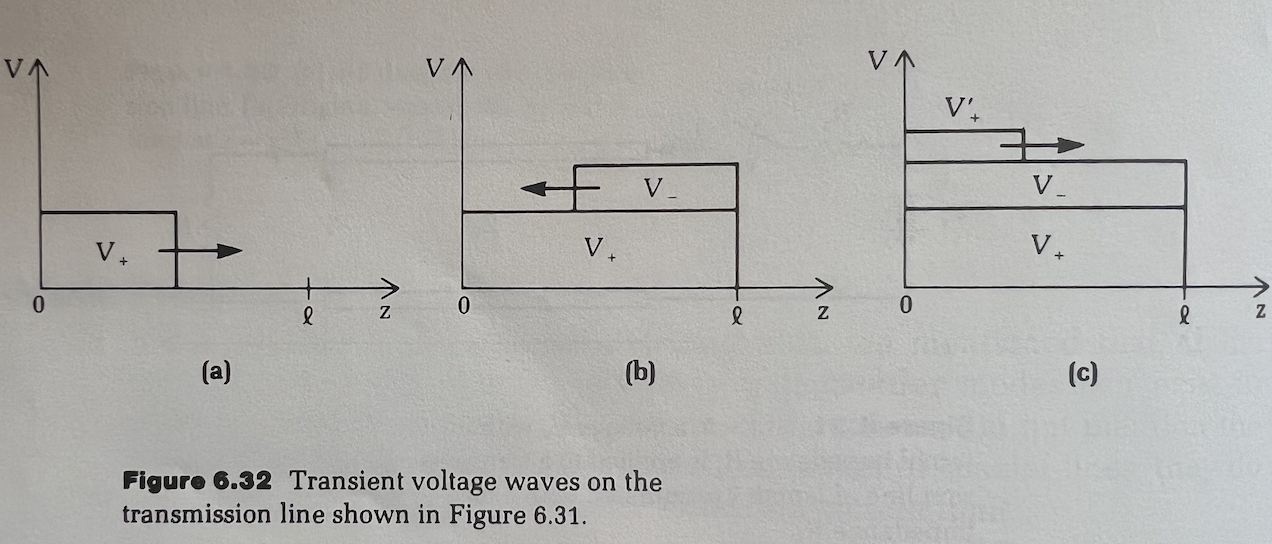 V
V₊
0
ℓ
z
(a)
V
V₋
V₊
0
ℓ
z
(b)
V
V′₊
V₋
V₊
0
ℓ
z
(c)
Figure 6.32 Transient voltage waves on the
transmission line shown in Figure 6.31.